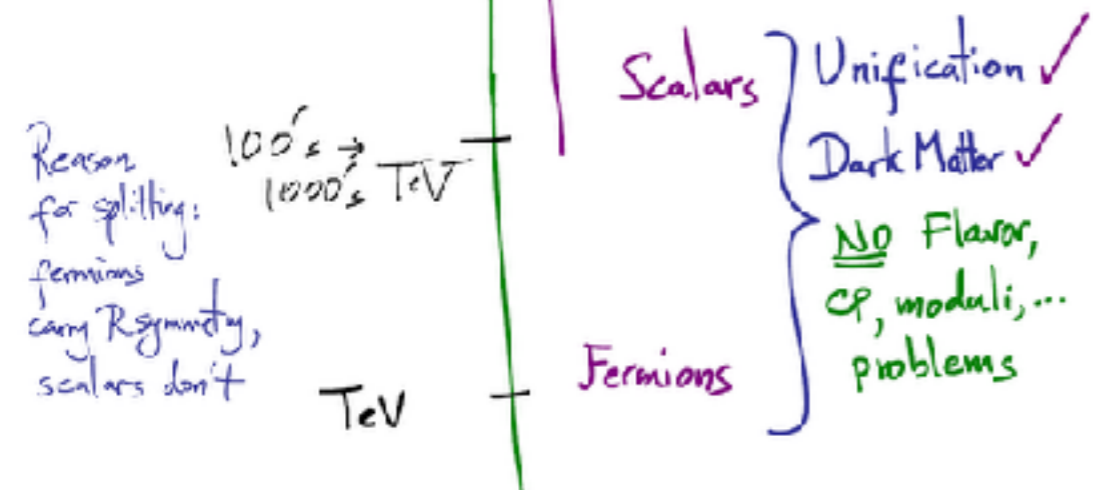 Reason
for splitting:
fermions
carry R symmetry,
scalars don't
100's →
1000's TeV
TeV
Scalars
Fermions
Unification ✓
Dark Matter ✓
NO Flavor,
CP, moduli, ...
problems